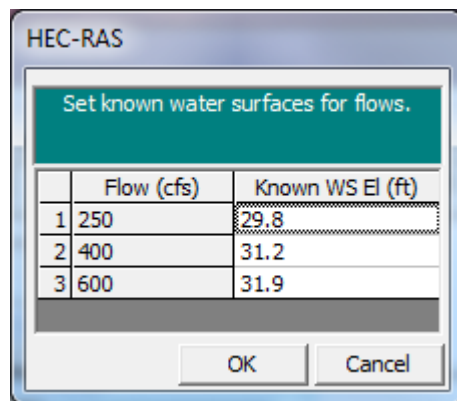 HEC-RAS
Set known water surfaces for flows.
Flow (cfs) Known WS El (ft)
1 250 29.8
2 400 31.2
3 600 31.9
OK Cancel